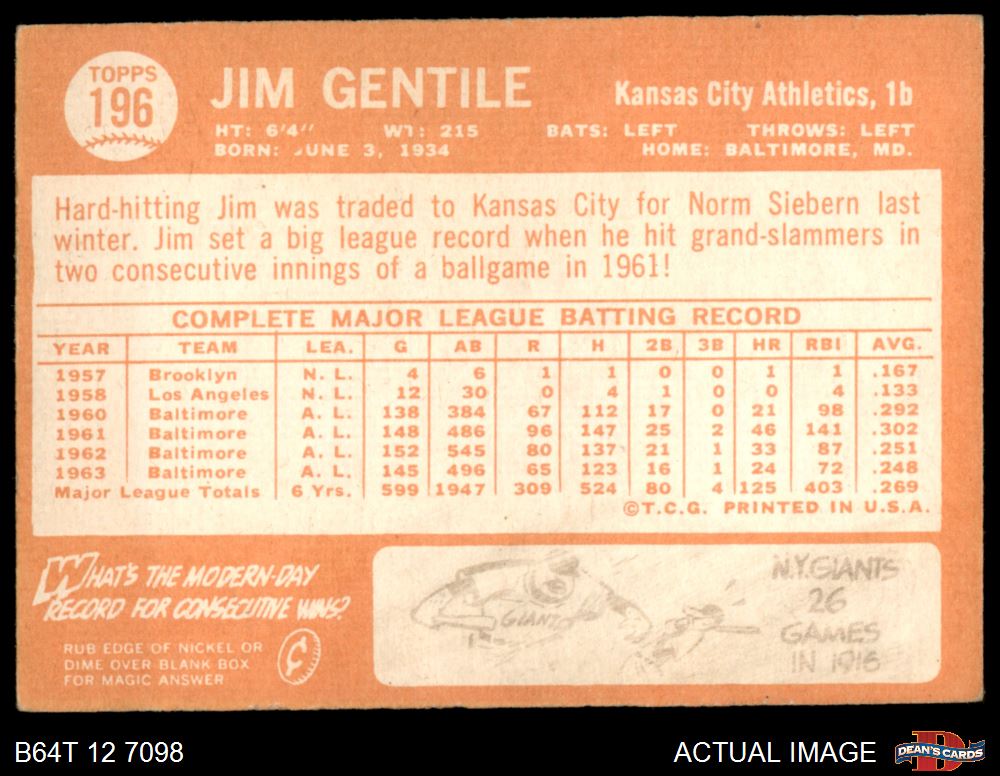 TOPPS
196
JIM GENTILE
Kansas City Athletics, 1b
HT: 6'4" WT: 215 BATS: LEFT THROWS: LEFT
BORN: JUNE 3, 1934 HOME: BALTIMORE, MD.
Hard-hitting Jim was traded to Kansas City for Norm Siebern last
winter. Jim set a big league record when he hit grand-slammers in
two consecutive innings of a ballgame in 1961!
COMPLETE MAJOR LEAGUE BATTING RECORD
YEAR TEAM LEA. G AB R H 2B 3B HR RBI AVG.
1957 Brooklyn N. L. 4 6 1 1 0 0 1 1 .167
1958 Los Angeles N. L. 12 30 0 4 1 0 0 4 .133
1960 Baltimore A. L. 138 384 67 112 17 0 21 98 .292
1961 Baltimore A. L. 148 486 96 147 25 2 46 141 .302
1962 Baltimore A. L. 152 545 80 137 21 1 33 87 .251
1963 Baltimore A. L. 145 496 65 123 16 1 24 72 .248
Major League Totals 6 Yrs. 599 1947 309 524 80 4 125 403 .269
©T.C.G. PRINTED IN U.S.A.
WHAT'S THE MODERN-DAY
RECORD FOR CONSECUTIVE WINS?
RUB EDGE OF NICKEL OR
DIME OVER BLANK BOX
FOR MAGIC ANSWER
¢
GIANT
N.Y. GIANTS
26
GAMES
IN 1916
B64T 12 7098
ACTUAL IMAGE
D
DEAN'S CARDS